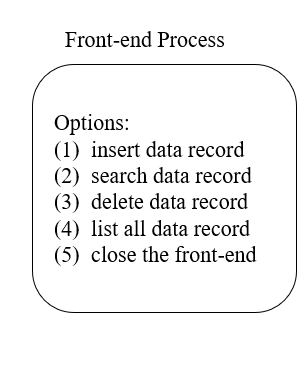 Front-end Process
Options:
(1) insert data record
(2) search data record
(3) delete data record
(4) list all data record
(5) close the front-end